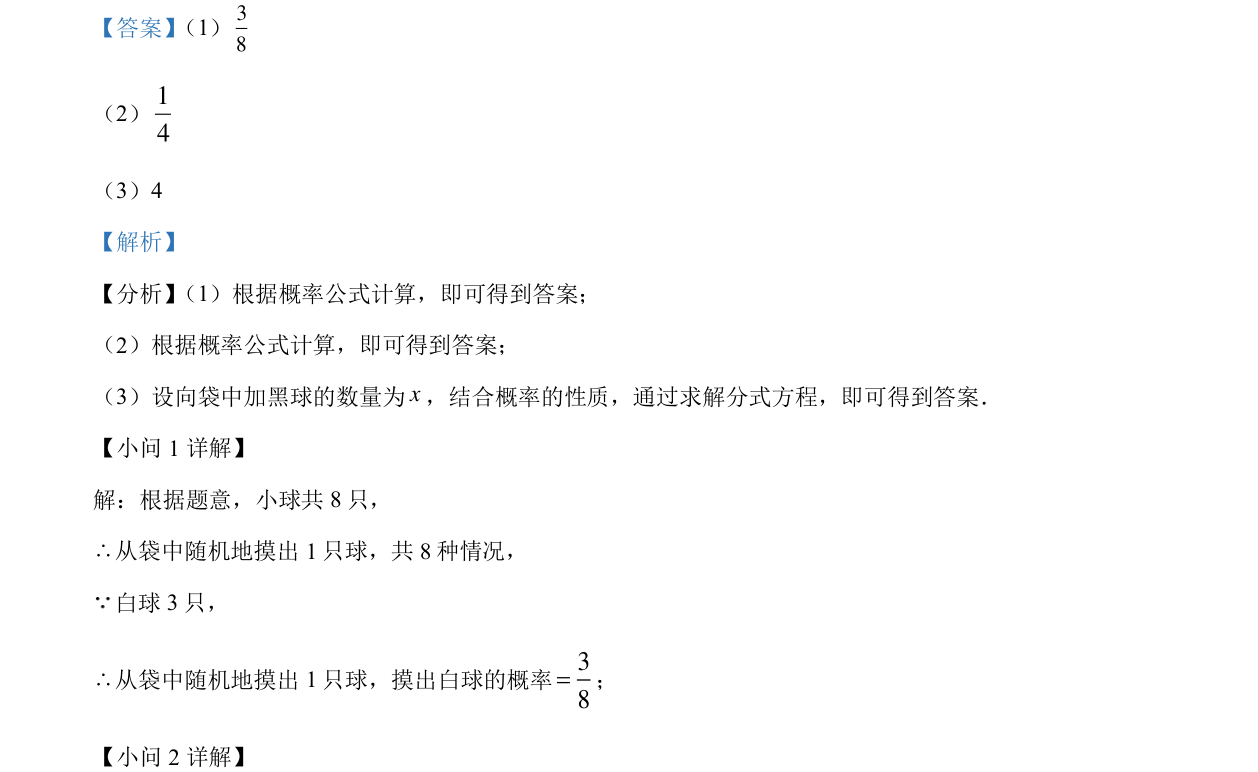 【答案】（1）3/8
（2）1/4
（3）4
【解析】
【分析】（1）根据概率公式计算，即可得到答案；
（2）根据概率公式计算，即可得到答案；
（3）设向袋中加黑球的数量为x，结合概率的性质，通过求解分式方程，即可得到答案．
【小问 1 详解】
解：根据题意，小球共 8 只，
∴从袋中随机地摸出 1 只球，共 8 种情况，
∵白球 3 只，
∴从袋中随机地摸出 1 只球，摸出白球的概率=3/8；
【小问 2 详解】